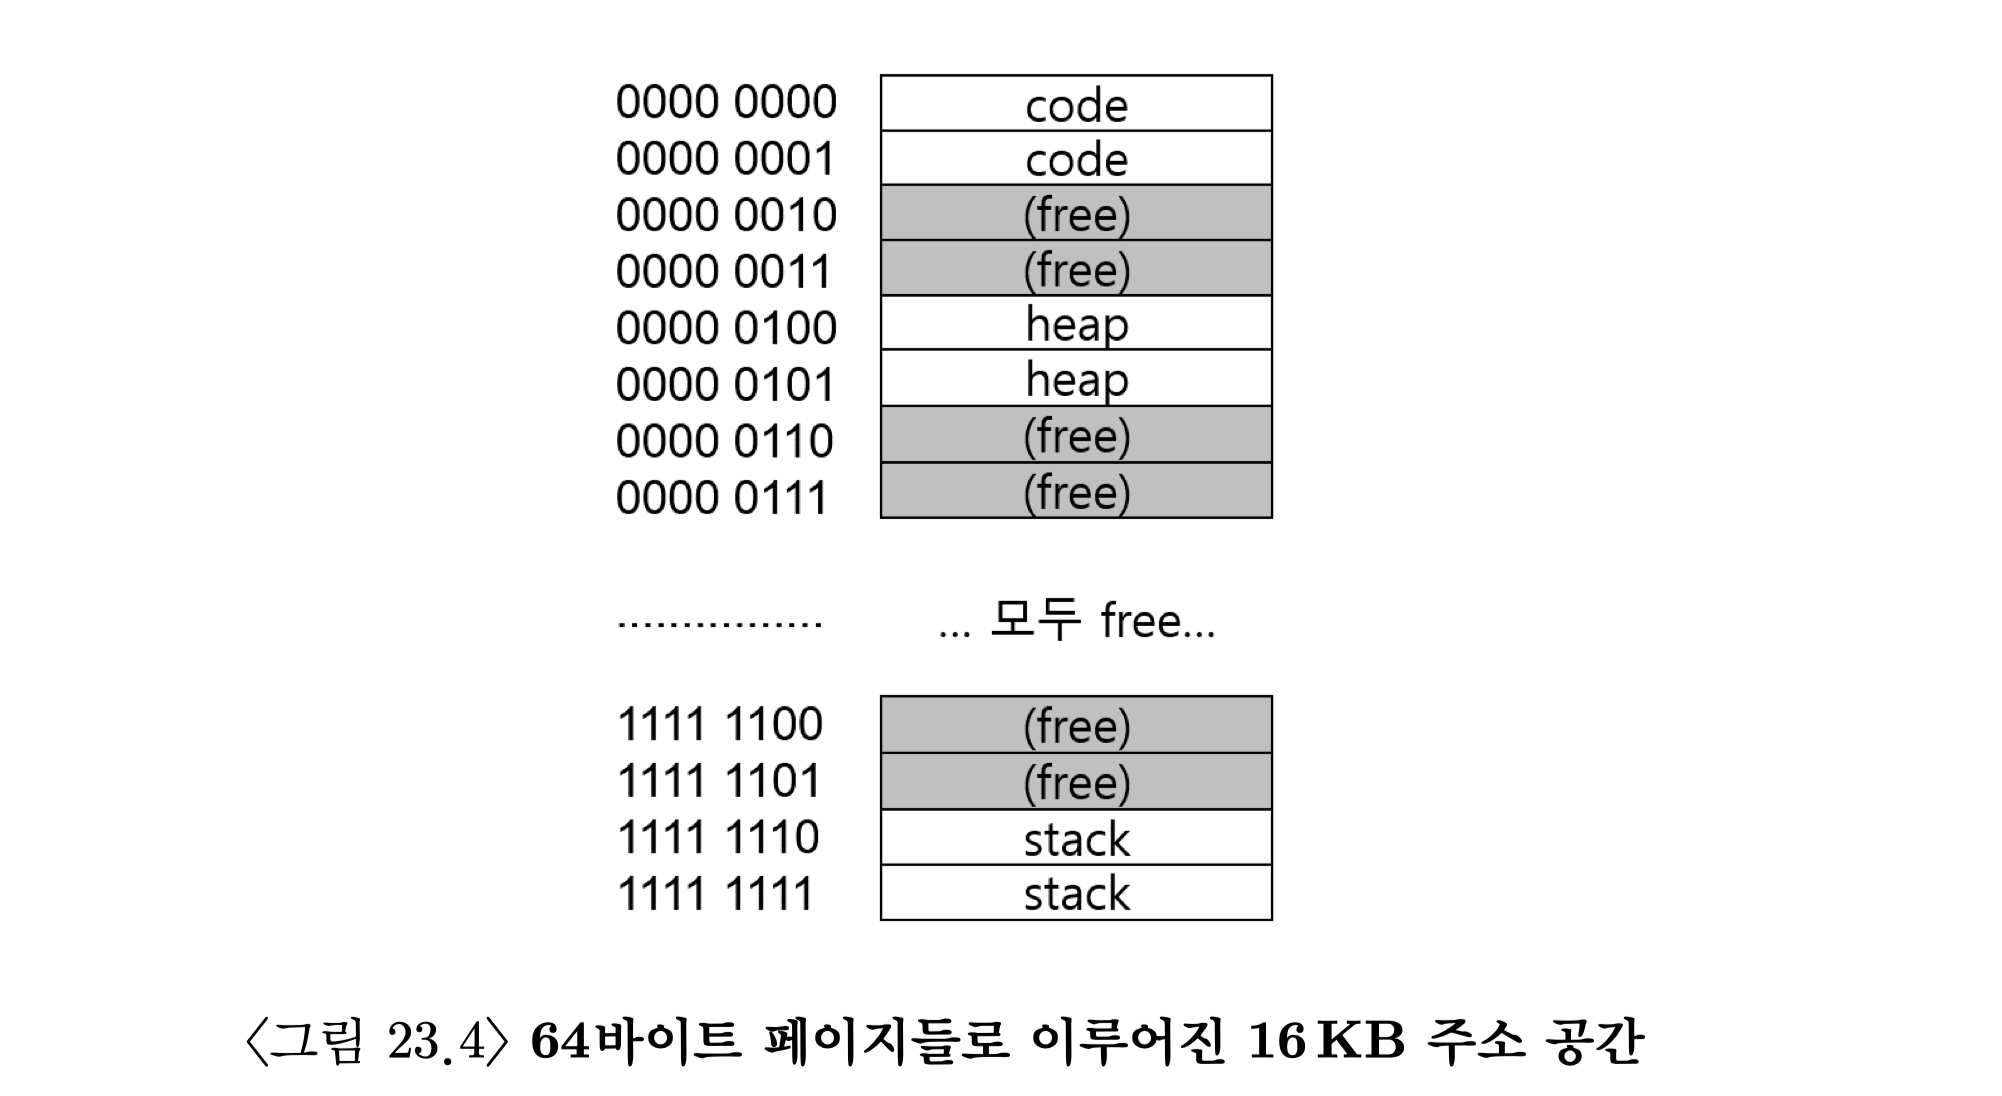 0000 0000 code
0000 0001 code
0000 0010 (free)
0000 0011 (free)
0000 0100 heap
0000 0101 heap
0000 0110 (free)
0000 0111 (free)
................ ... 모두 free...
1111 1100 (free)
1111 1101 (free)
1111 1110 stack
1111 1111 stack
〈그림 23.4〉 64바이트 페이지들로 이루어진 16 KB 주소 공간